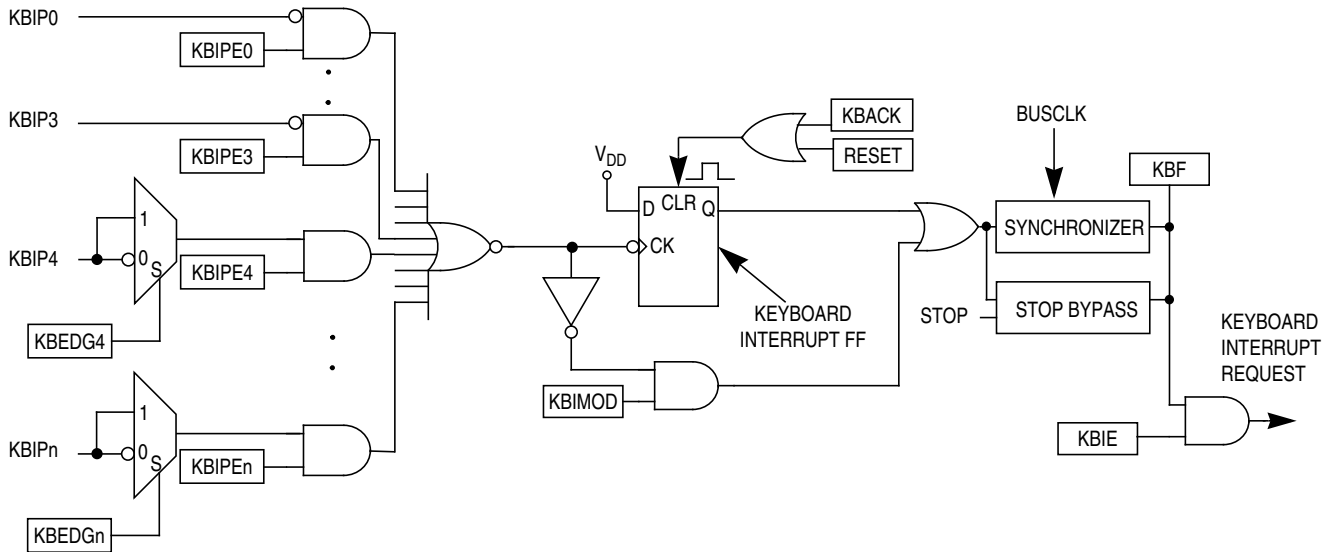 KBIP0
KBIPE0
KBIP3
KBIPE3
KBACK
RESET
BUSCLK
VDD
KBF
D CLR Q
CK
SYNCHRONIZER
1
KBIP4
0
S
KBIPE4
KEYBOARD
INTERRUPT FF
STOP
STOP BYPASS
KEYBOARD
INTERRUPT
REQUEST
KBEDG4
KBIMOD
1
KBIPn
0
S
KBIPEn
KBIE
KBEDGn